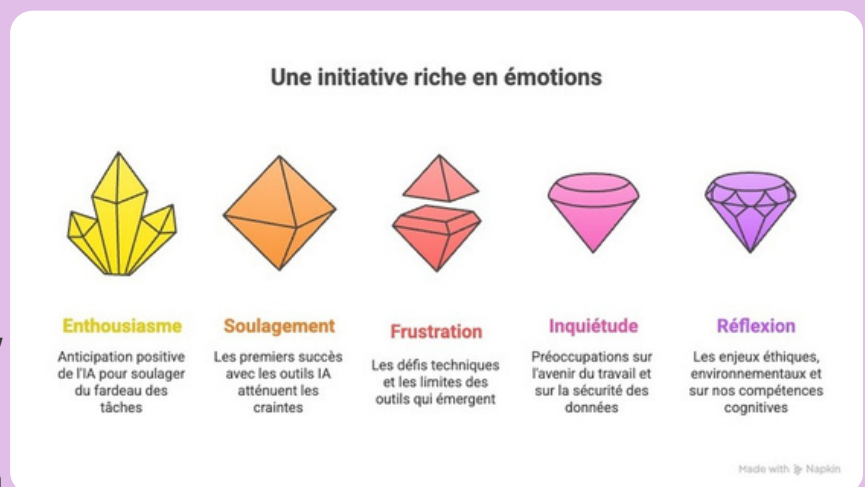 Une initiative riche en émotions
Enthousiasme
Anticipation positive
de l'IA pour soulager
du fardeau des
tâches
Soulagement
Les premiers succès
avec les outils IA
atténuent les
craintes
Frustration
Les défis techniques
et les limites des
outils qui émergent
Inquiétude
Préoccupations sur
l'avenir du travail et
sur la sécurité des
données
Réflexion
Les enjeux éthiques,
environnementaux et
sur nos compétences
cognitives
Made with Napkin